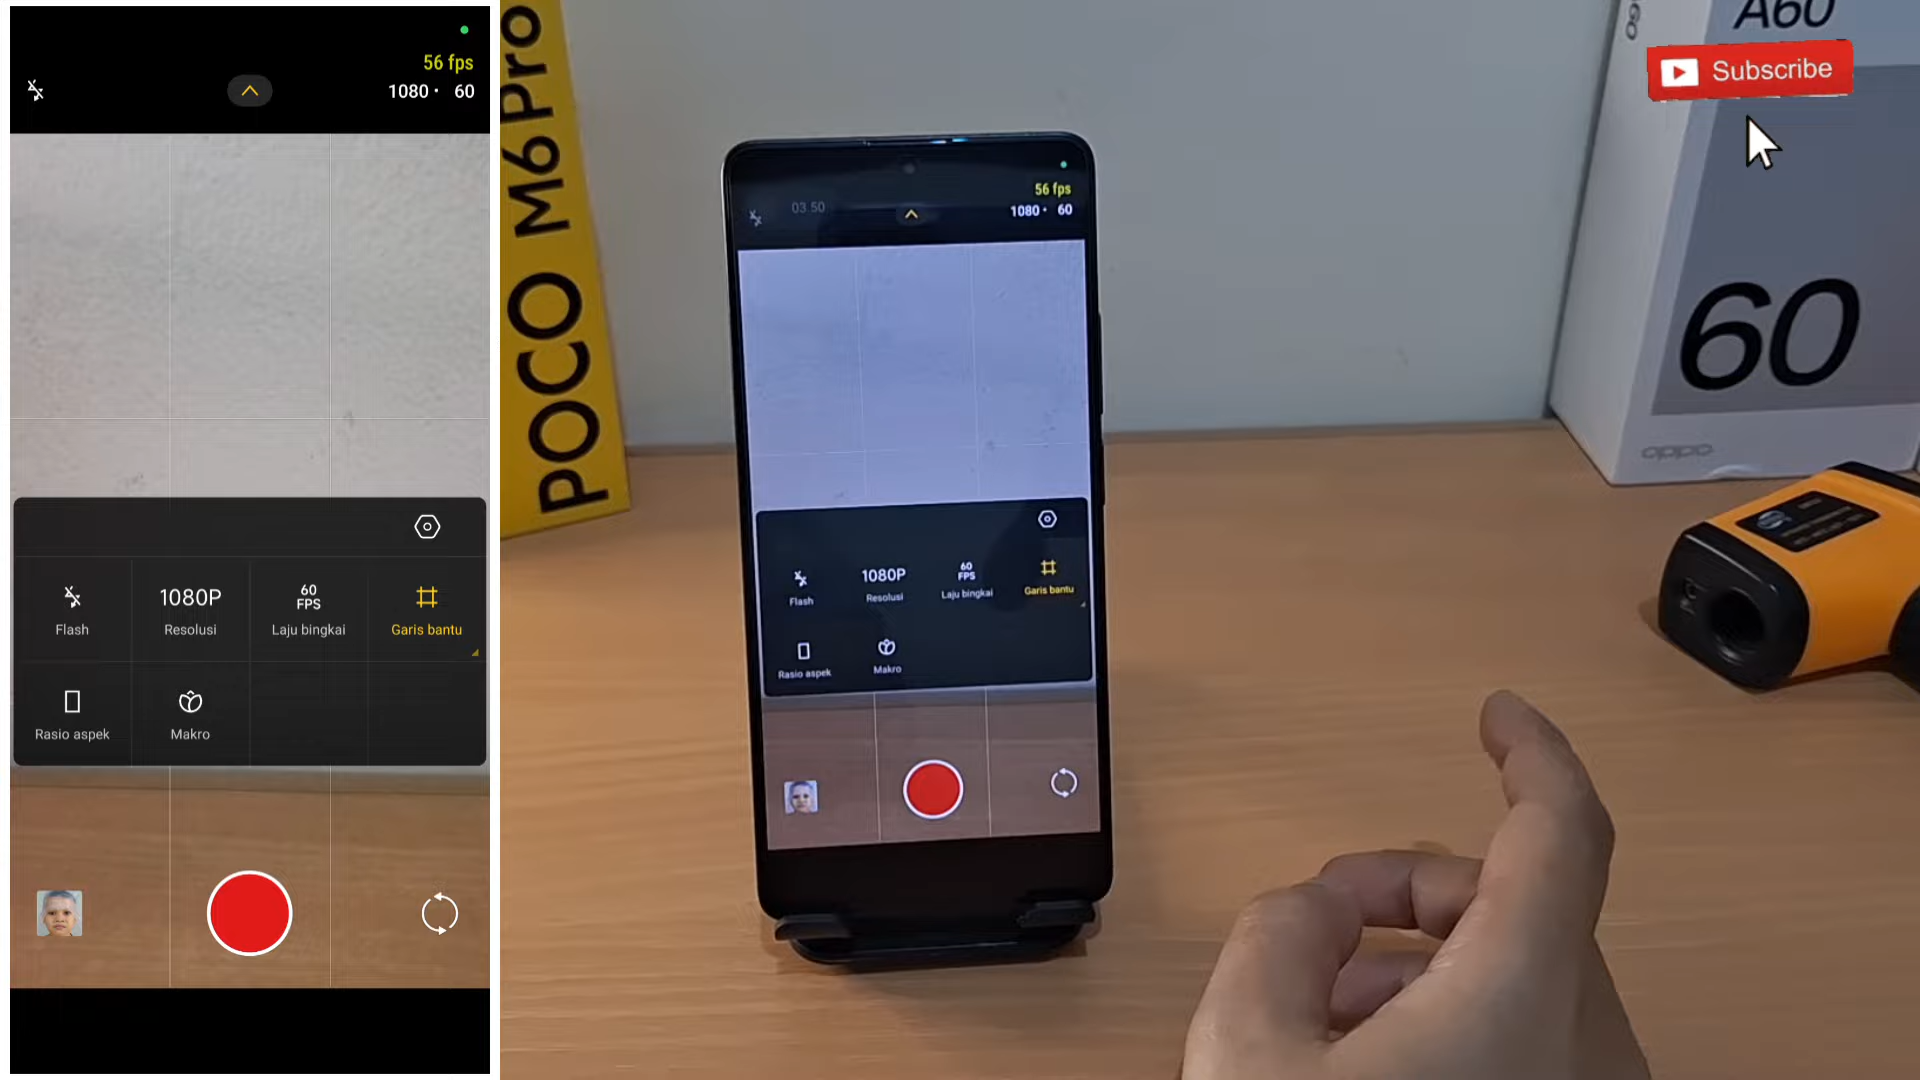 56 fps
1080 · 60
1080P
60
FPS
Flash
Resolusi
Laju bingkai
Garis bantu
Rasio aspek
Makro
POCO M6 Pro
56 fps
03.50
1080 · 60
1080P
60
FPS
Flash
Resolusi
Laju bingkai
Garis bantu
Rasio aspek
Makro
A60
Subscribe
60
oppo